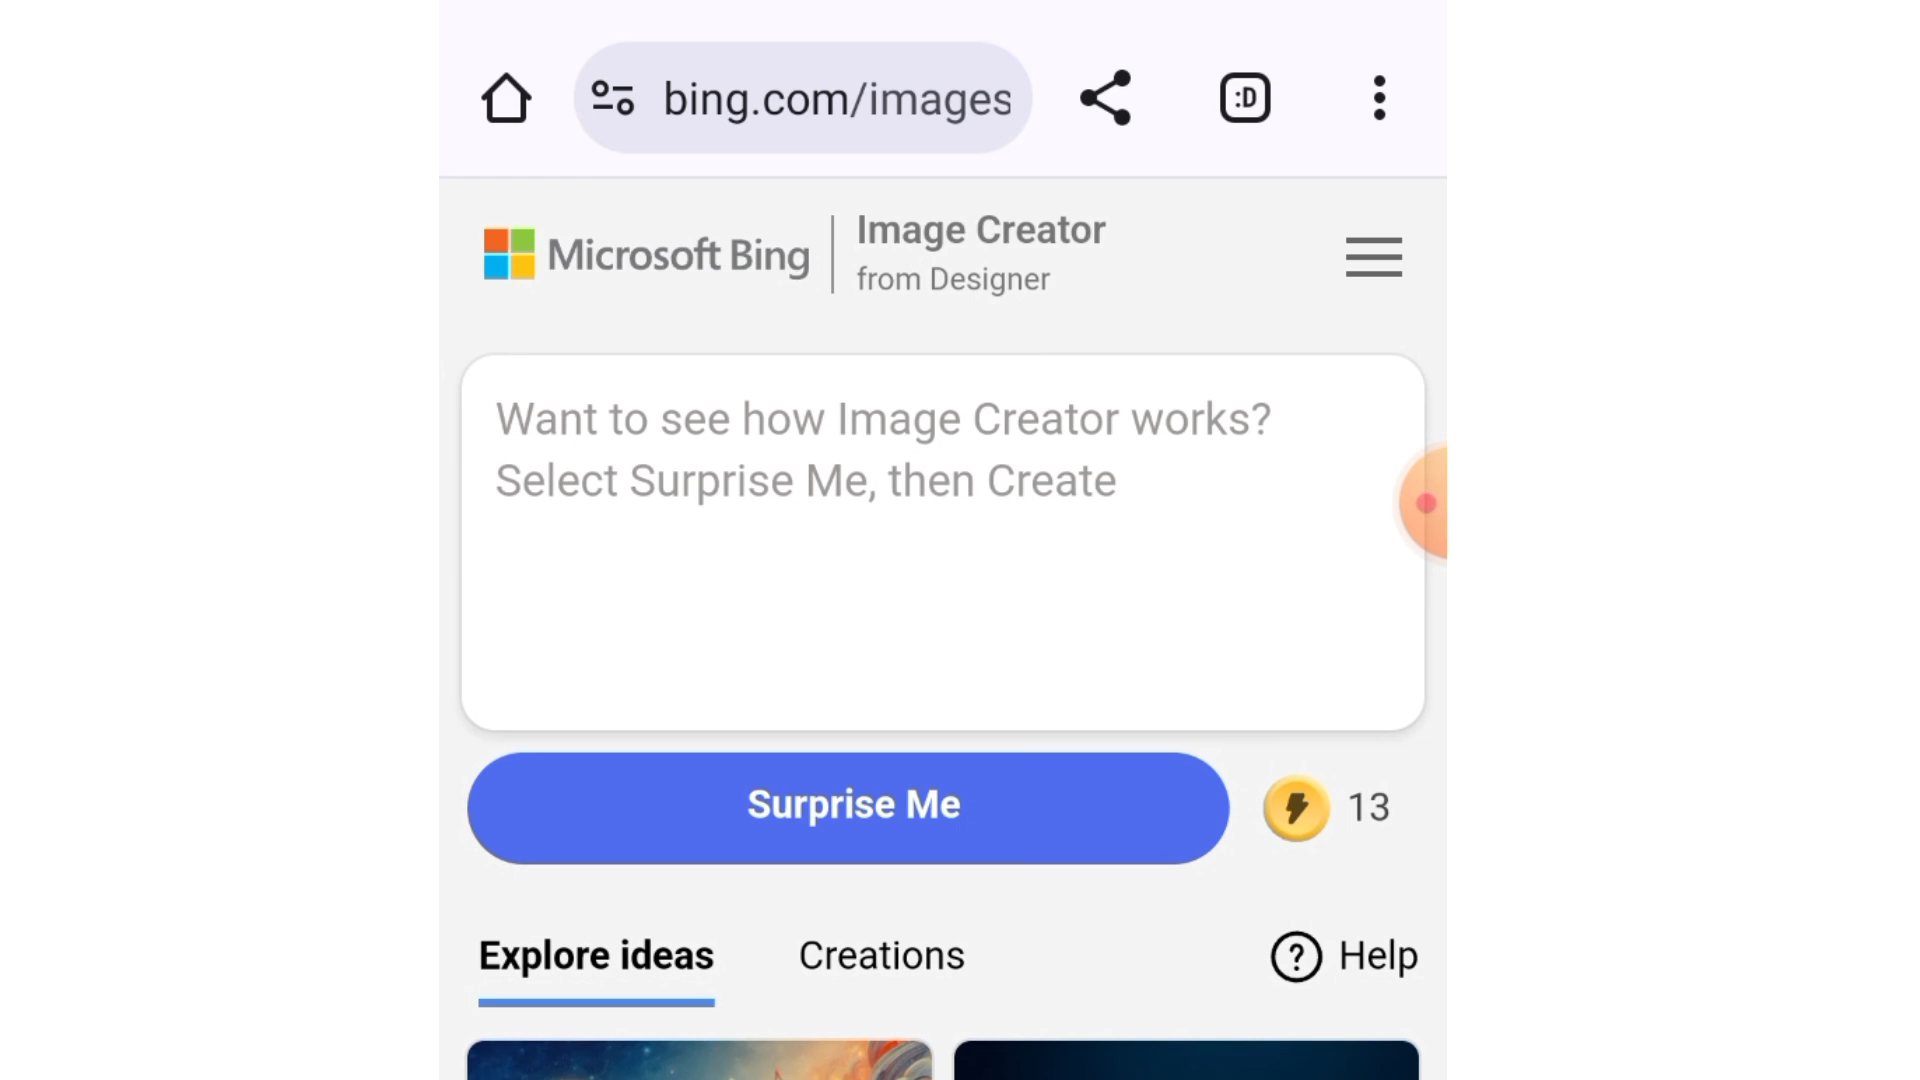 bing.com/images
:D
Microsoft Bing
Image Creator
from Designer
Want to see how Image Creator works?
Select Surprise Me, then Create
Surprise Me
13
Explore ideas
Creations
? Help